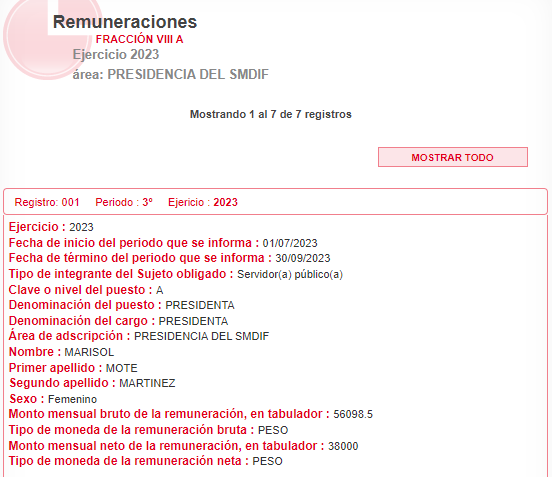 Remuneraciones
FRACCIÓN VIII A
Ejercicio 2023
área: PRESIDENCIA DEL SMDIF
Mostrando 1 al 7 de 7 registros
MOSTRAR TODO
Registro: 001 Periodo : 3° Ejericio : 2023
Ejercicio : 2023
Fecha de inicio del periodo que se informa : 01/07/2023
Fecha de término del periodo que se informa : 30/09/2023
Tipo de integrante del Sujeto obligado : Servidor(a) público(a)
Clave o nivel del puesto : A
Denominación del puesto : PRESIDENTA
Denominación del cargo : PRESIDENTA
Área de adscripción : PRESIDENCIA DEL SMDIF
Nombre : MARISOL
Primer apellido : MOTE
Segundo apellido : MARTINEZ
Sexo : Femenino
Monto mensual bruto de la remuneración, en tabulador : 56098.5
Tipo de moneda de la remuneración bruta : PESO
Monto mensual neto de la remuneración, en tabulador : 38000
Tipo de moneda de la remuneración neta : PESO